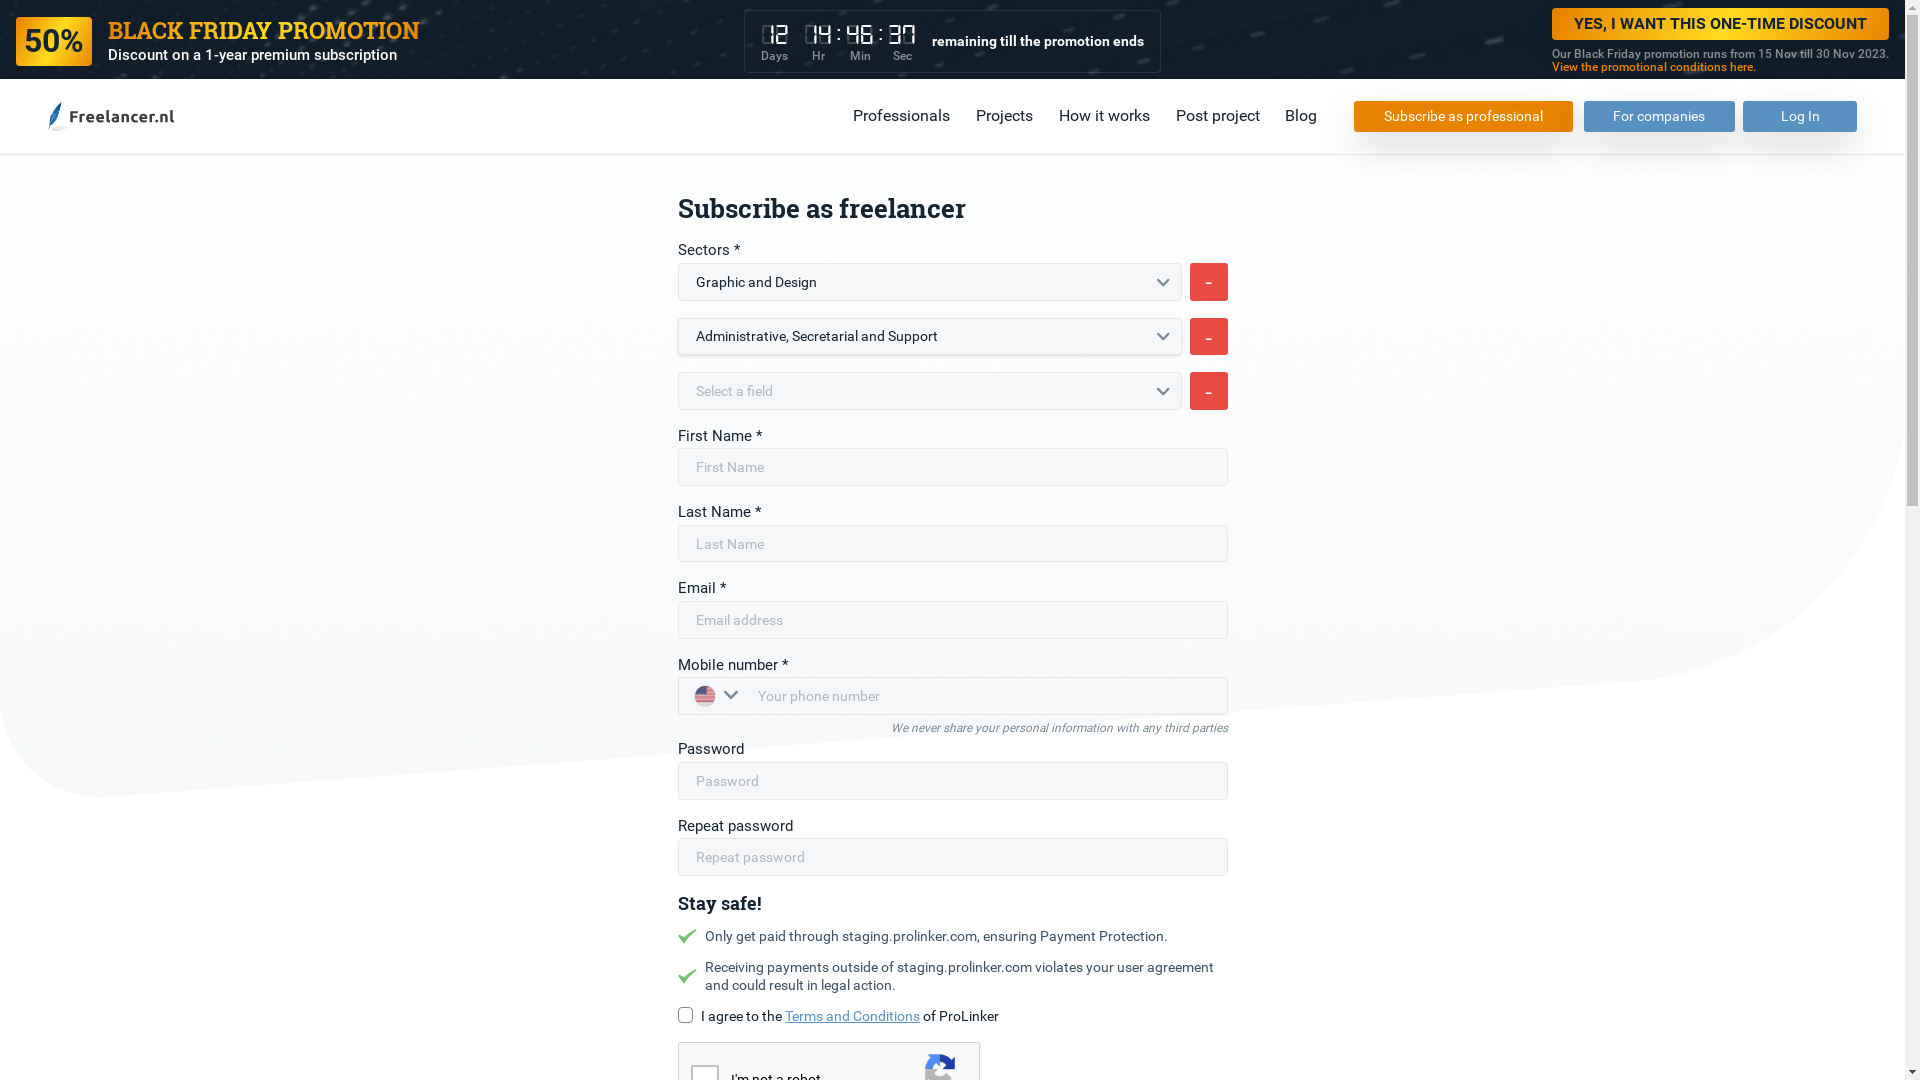 50%
BLACK FRIDAY PROMOTION
Discount on a 1-year premium subscription
12 14 : 46 : 37
Days Hr Min Sec
remaining till the promotion ends
YES, I WANT THIS ONE-TIME DISCOUNT
Our Black Friday promotion runs from 15 Nov till 30 Nov 2023.
View the promotional conditions here.
Freelancer.nl
Professionals
Projects
How it works
Post project
Blog
Subscribe as professional
For companies
Log In
Subscribe as freelancer
Sectors *
Graphic and Design
-
Administrative, Secretarial and Support
-
Select a field
-
First Name *
First Name
Last Name *
Last Name
Email *
Email address
Mobile number *
Your phone number
We never share your personal information with any third parties
Password
Password
Repeat password
Repeat password
Stay safe!
Only get paid through staging.prolinker.com, ensuring Payment Protection.
Receiving payments outside of staging.prolinker.com violates your user agreement
and could result in legal action.
I agree to the Terms and Conditions of ProLinker
I'm not a robot